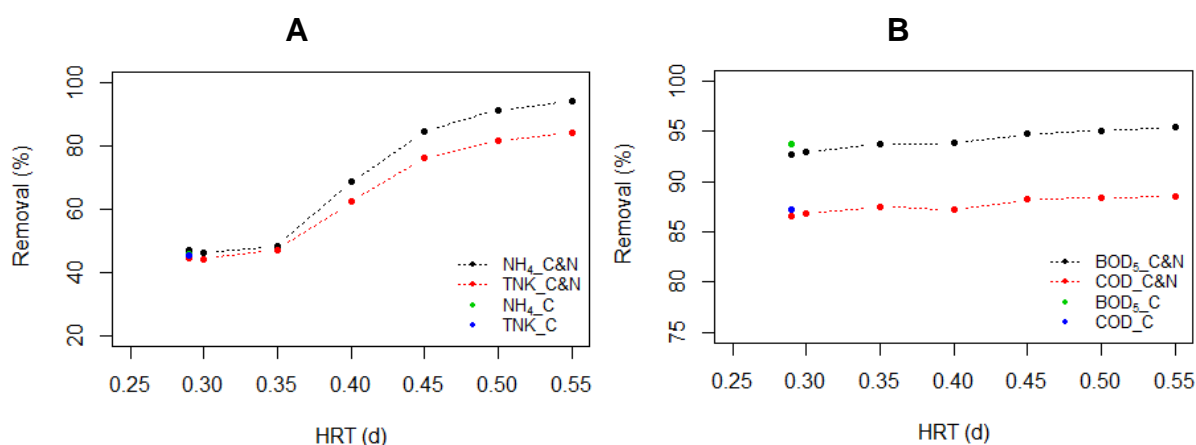 A
Removal (%)
100
80
60
40
20
NH₄_C&N
TNK_C&N
NH₄_C
TNK_C
0.25 0.30 0.35 0.40 0.45 0.50 0.55
HRT (d)
B
Removal (%)
100
95
90
85
80
75
BOD₅_C&N
COD_C&N
BOD₅_C
COD_C
0.25 0.30 0.35 0.40 0.45 0.50 0.55
HRT (d)